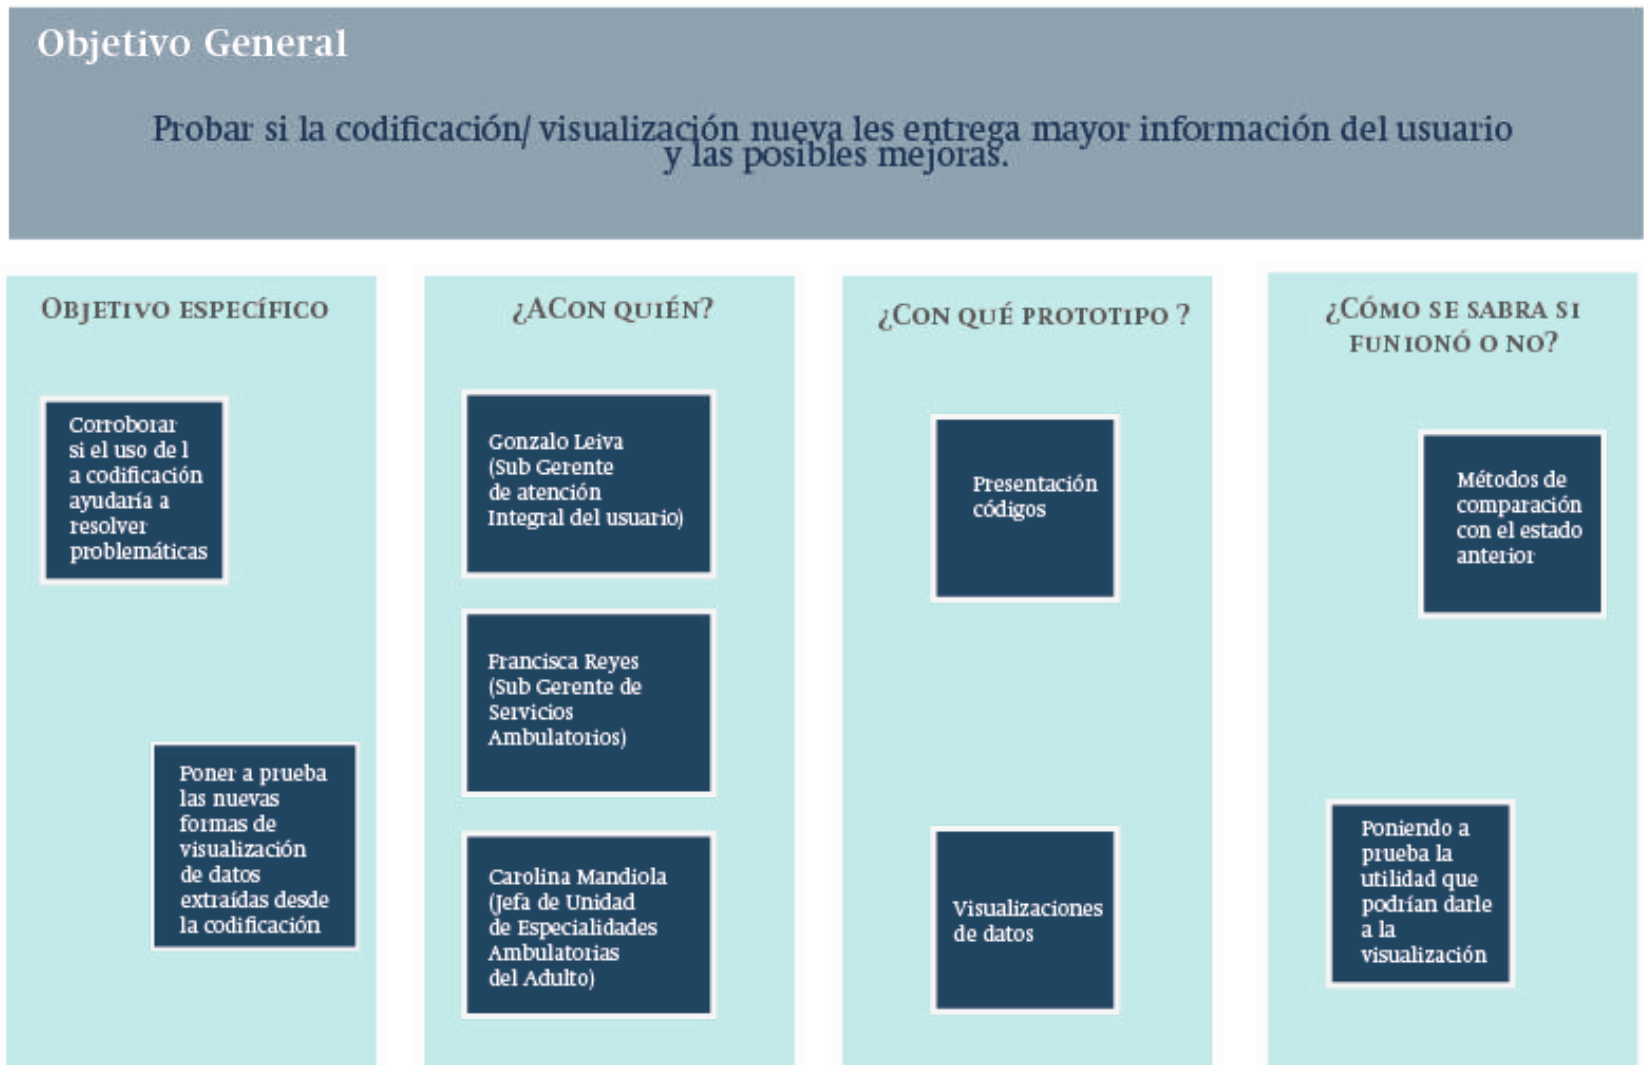 Objetivo General
Probar si la codificación/ visualización nueva les entrega mayor información del usuario
y las posibles mejoras.
Objetivo específico
Corroborar
si el uso de l
a codificación
ayudaría a
resolver
problemáticas
Poner a prueba
las nuevas
formas de
visualización
de datos
extraídas desde
la codificación
¿ACon quién?
Gonzalo Leiva
(Sub Gerente
de atención
Integral del usuario)
Francisca Reyes
(Sub Gerente de
Servicios
Ambulatorios)
Carolina Mandiola
(Jefa de Unidad
de Especialidades
Ambulatorias
del Adulto)
¿Con qué prototipo ?
Presentación
códigos
Visualizaciones
de datos
¿Cómo se sabra si
funionó o no?
Métodos de
comparación
con el estado
anterior
Poniendo a
prueba la
utilidad que
podrían darle
a la
visualización